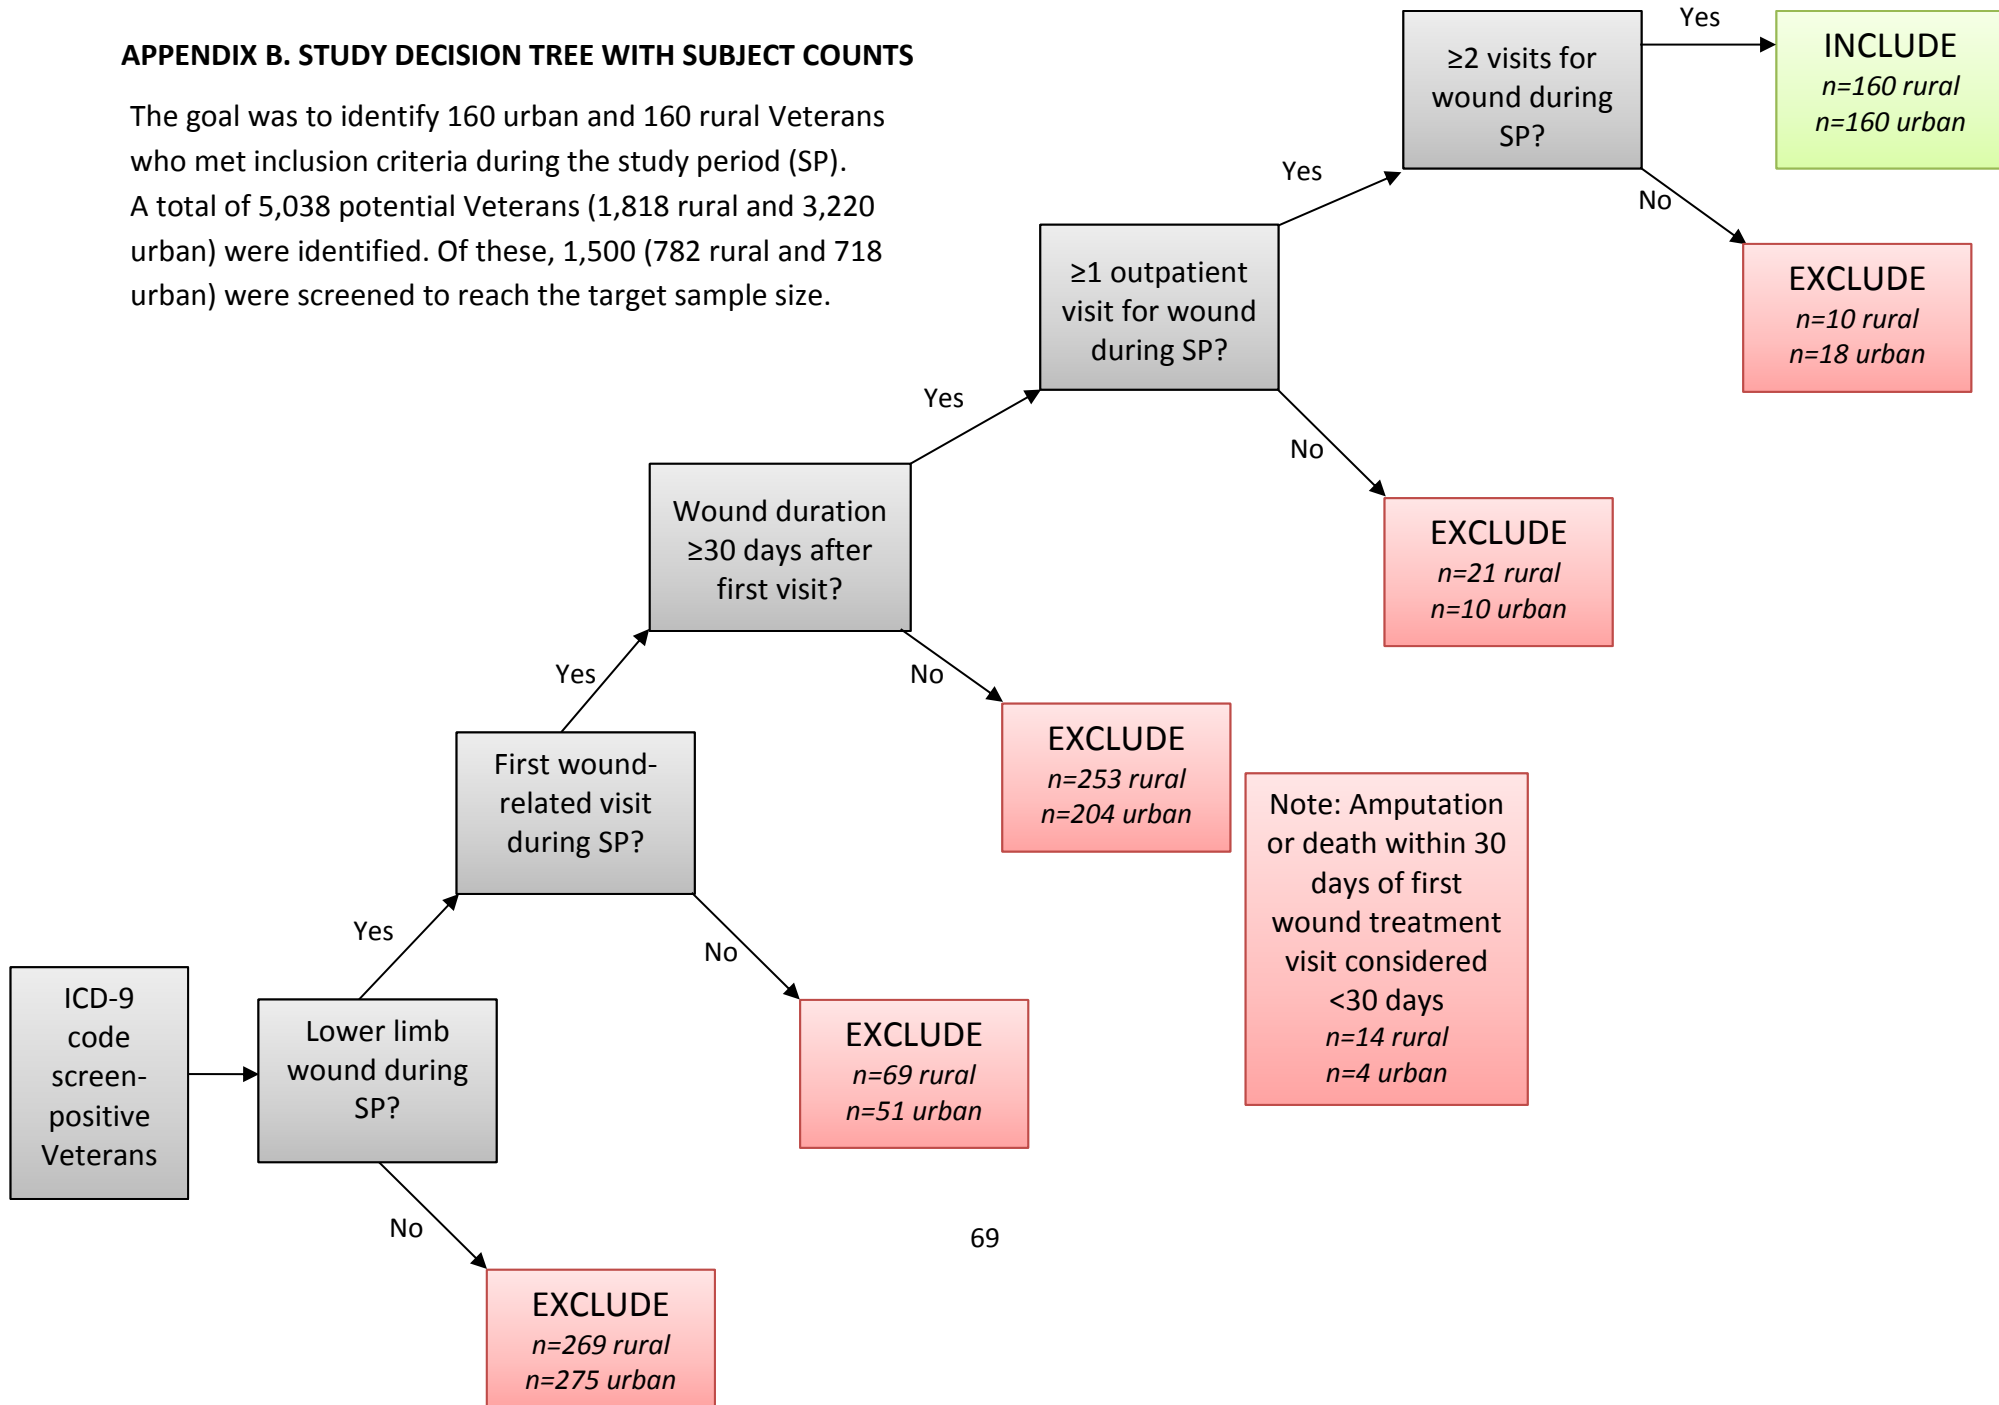 APPENDIX B. STUDY DECISION TREE WITH SUBJECT COUNTS
The goal was to identify 160 urban and 160 rural Veterans
who met inclusion criteria during the study period (SP).
A total of 5,038 potential Veterans (1,818 rural and 3,220
urban) were identified. Of these, 1,500 (782 rural and 718
urban) were screened to reach the target sample size.
ICD-9
code
screen-
positive
Veterans
Lower limb
wound during
SP?
No
EXCLUDE
n=269 rural
n=275 urban
Yes
First wound-
related visit
during SP?
No
EXCLUDE
n=69 rural
n=51 urban
Yes
Wound duration
≥30 days after
first visit?
No
EXCLUDE
n=253 rural
n=204 urban
Note: Amputation
or death within 30
days of first
wound treatment
visit considered
<30 days
n=14 rural
n=4 urban
Yes
≥1 outpatient
visit for wound
during SP?
No
EXCLUDE
n=21 rural
n=10 urban
Yes
≥2 visits for
wound during
SP?
No
EXCLUDE
n=10 rural
n=18 urban
Yes
INCLUDE
n=160 rural
n=160 urban
69